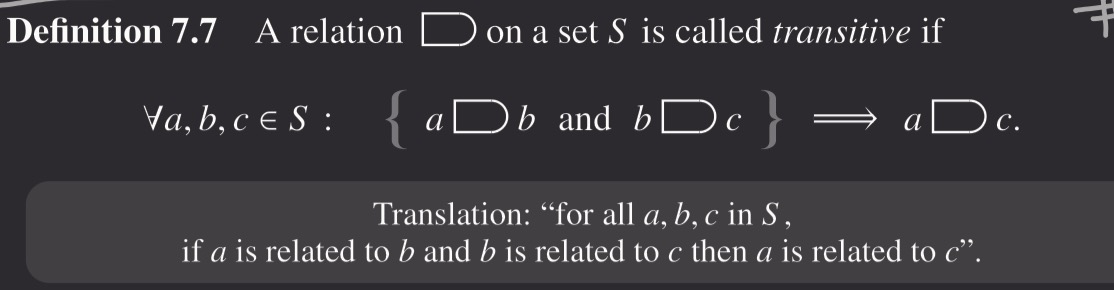 Definition 7.7 A relation ⫐ on a set S is called transitive if
∀a, b, c ∈ S : { a ⫐ b and b ⫐ c } ⟹ a ⫐ c.
Translation: “for all a, b, c in S,
if a is related to b and b is related to c then a is related to c”.